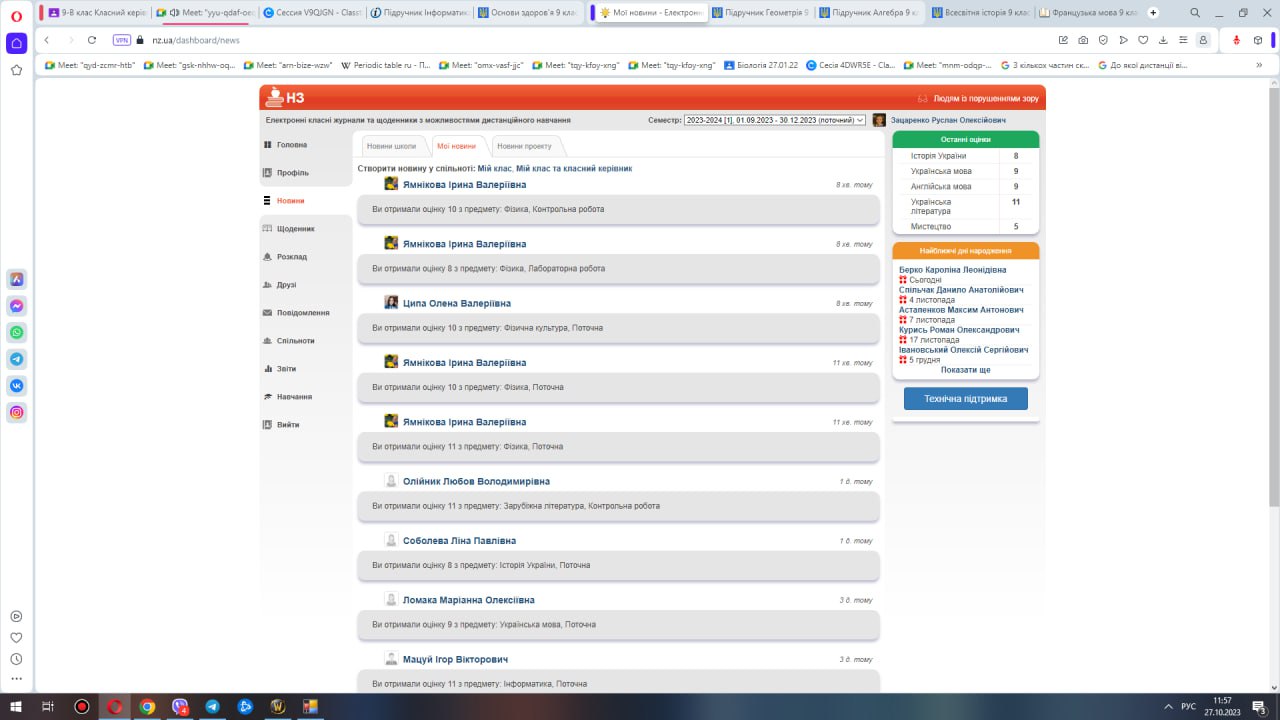 9-В клас Класний керів
Meet: "yyu-qdaf-oec
Сессия V9QJGN - Class
Підручник Інформатик
Основи здоров'я 9 клас
Мої новини - Електронн
Підручник Геометрія 9
Підручник Алгебра 9 кл
Всесвітня історія 9 клас
Французька мова 9 кла
VPN
nz.ua/dashboard/news
Meet: "qyd-zcmr-htb"
Meet: "gsk-nhhw-oq...
Meet: "arn-bize-wzw"
Periodic table ru - П...
Meet: "omx-vasf-jjc"
Meet: "tqy-kfoy-xng"
Meet: "tqy-kfoy-xng"
Біологія 27.01.22
Сесія 4DWR5E - Cla...
Meet: "mnm-odqp-...
З кількох частин ск...
До якої дистанції ві...
НЗ
Людям із порушеннями зору
Електронні класні журнали та щоденники з можливостями дистанційного навчання
Семестр: 2023-2024 [1], 01.09.2023 - 30.12.2023 (поточний)
Зацаренко Руслан Олексійович
Головна
Профіль
Новини
Щоденник
Розклад
Друзі
Повідомлення
Спільноти
Звіти
Навчання
Вийти
Новини школи
Мої новини
Новини проекту
Створити новину у спільноті: Мій клас, Мій клас та класний керівник
Ямнікова Ірина Валеріївна
8 хв. тому
Ви отримали оцінку 10 з предмету: Фізика, Контрольна робота
Ямнікова Ірина Валеріївна
8 хв. тому
Ви отримали оцінку 8 з предмету: Фізика, Лабораторна робота
Ципа Олена Валеріївна
8 хв. тому
Ви отримали оцінку 10 з предмету: Фізична культура, Поточна
Ямнікова Ірина Валеріївна
11 хв. тому
Ви отримали оцінку 10 з предмету: Фізика, Поточна
Ямнікова Ірина Валеріївна
11 хв. тому
Ви отримали оцінку 11 з предмету: Фізика, Поточна
Олійник Любов Володимирівна
1 д. тому
Ви отримали оцінку 11 з предмету: Зарубіжна література, Контрольна робота
Соболева Ліна Павлівна
1 д. тому
Ви отримали оцінку 8 з предмету: Історія України, Поточна
Ломака Маріанна Олексіївна
3 д. тому
Ви отримали оцінку 9 з предмету: Українська мова, Поточна
Мацуй Ігор Вікторович
3 д. тому
Ви отримали оцінку 11 з предмету: Інформатика, Поточна
Останні оцінки
Історія України 8
Українська мова 9
Англійська мова 9
Українська література 11
Мистецтво 5
Найближчі дні народження
Берко Кароліна Леонідівна
Сьогодні
Спільчак Данило Анатолійович
4 листопада
Астапенков Максим Антонович
7 листопада
Курись Роман Олександрович
17 листопада
Івановський Олексій Сергійович
5 грудня
Показати ще
Технічна підтримка
4
РУС
11:57
27.10.2023